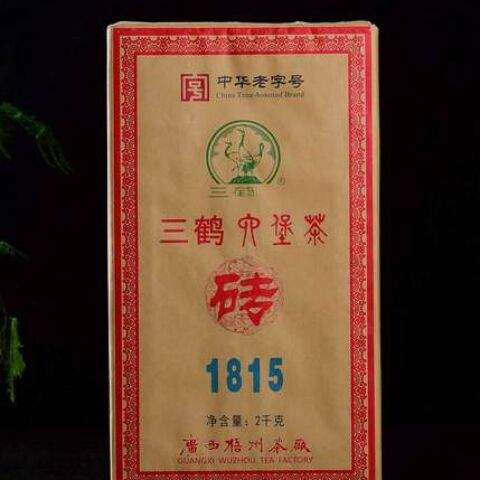 中华老字号
China Time-honored Brand
三鹤®
三鹤六堡茶
砖
1815
净含量：2千克
广西梧州茶厂
GUANGXI WUZHOU TEA FACTORY